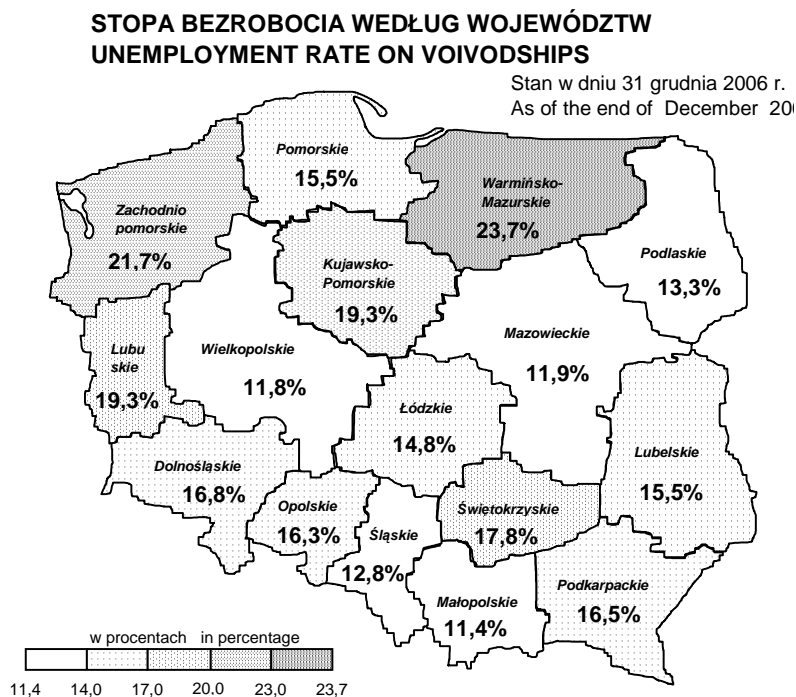 STOPA BEZROBOCIA WEDŁUG WOJEWÓDZTW
UNEMPLOYMENT RATE ON VOIVODSHIPS
Stan w dniu 31 grudnia 2006 r.
As of the end of December 200
Pomorskie
15,5%
Warmińsko-
Mazurskie
23,7%
Zachodnio
pomorskie
21,7%
Podlaskie
13,3%
Kujawsko-
Pomorskie
19,3%
Mazowieckie
11,9%
Lubu
skie
19,3%
Wielkopolskie
11,8%
Łódzkie
14,8%
Lubelskie
15,5%
Dolnośląskie
16,8%
Opolskie
16,3%
Świętokrzyskie
17,8%
Śląskie
12,8%
Podkarpackie
16,5%
Małopolskie
11,4%
w procentach in percentage
11,4 14,0 17,0 20.0 23,0 23,7